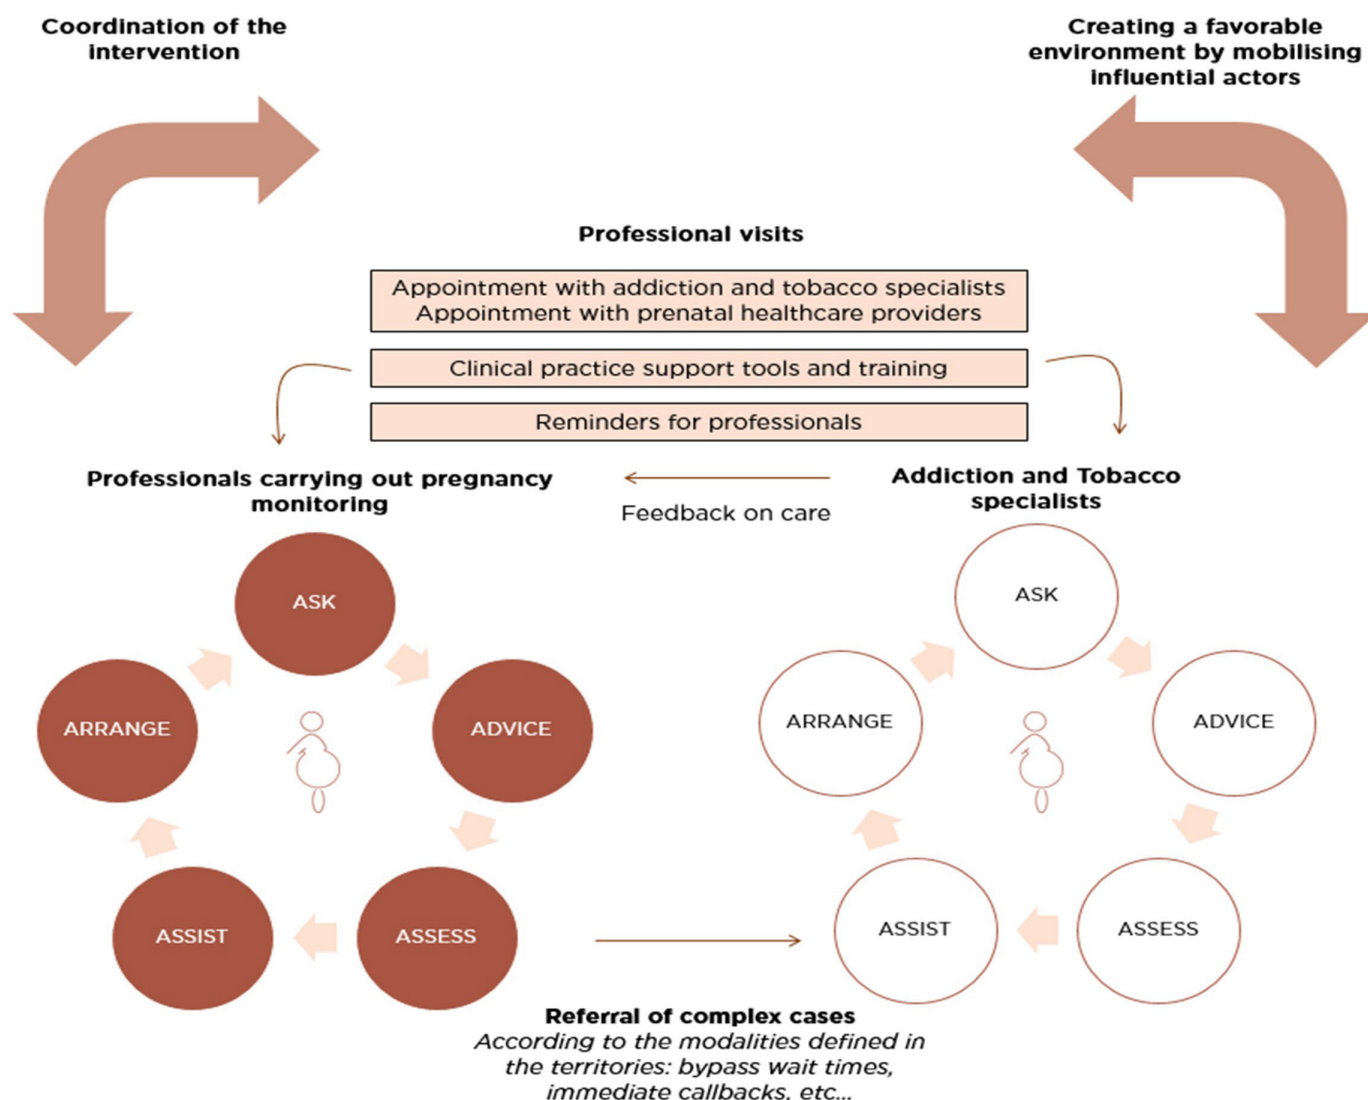 Coordination of the
intervention
Creating a favorable
environment by mobilising
influential actors
Professional visits
Appointment with addiction and tobacco specialists
Appointment with prenatal healthcare providers
Clinical practice support tools and training
Reminders for professionals
Professionals carrying out pregnancy
monitoring
Feedback on care
Addiction and Tobacco
specialists
ASK
ADVICE
ASSESS
ASSIST
ARRANGE
ASK
ADVICE
ASSESS
ASSIST
ARRANGE
Referral of complex cases
According to the modalities defined in
the territories: bypass wait times,
immediate callbacks, etc...